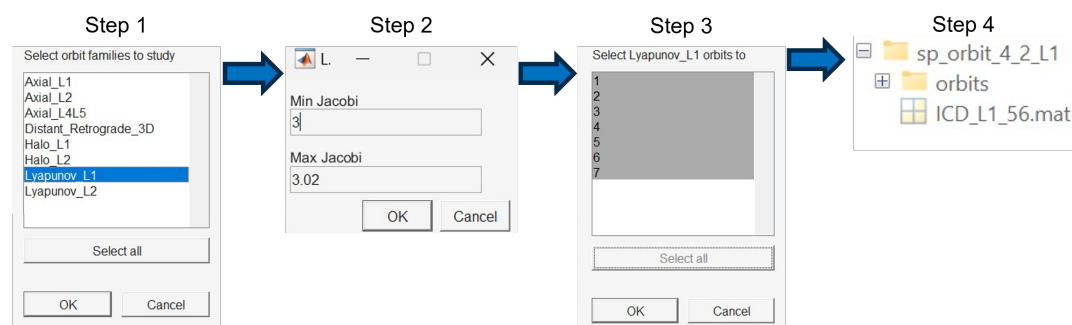 Step 1
Select orbit families to study
Axial_L1
Axial_L2
Axial_L4L5
Distant_Retrograde_3D
Halo_L1
Halo_L2
Lyapunov_L1
Lyapunov_L2
Select all
OK
Cancel
Step 2
L.
Min Jacobi
3
Max Jacobi
3.02
OK
Cancel
Step 3
Select Lyapunov_L1 orbits to
1
2
3
4
5
6
7
Select all
OK
Cancel
Step 4
sp_orbit_4_2_L1
orbits
ICD_L1_56.mat